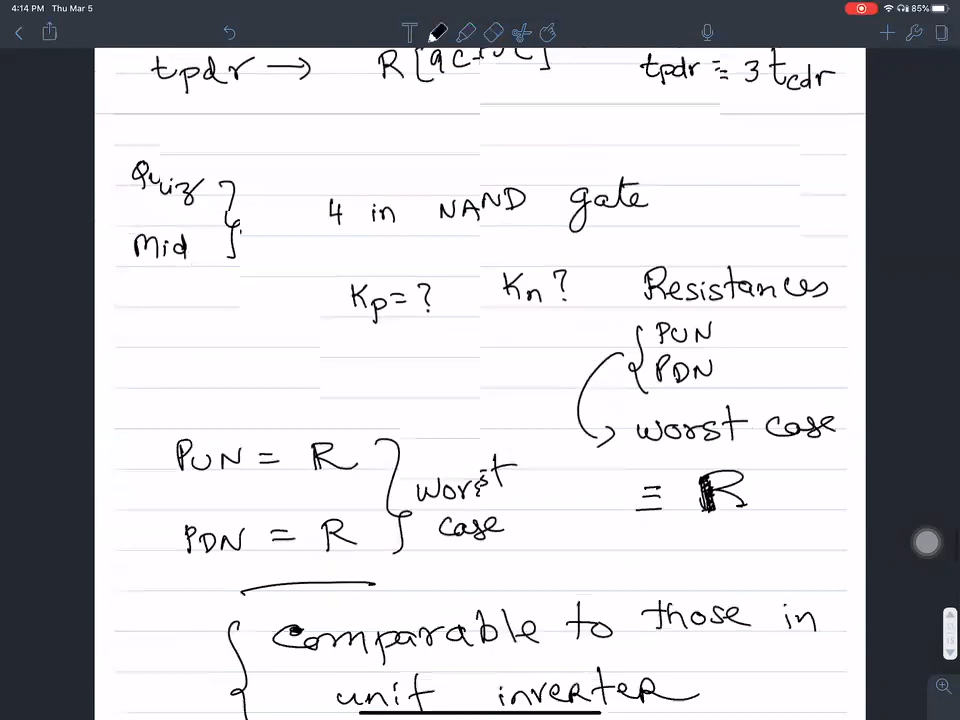 4:14 PM Thu Mar 5
85%
tpdr → R
tpdr = 3 tcdr
Quiz
Mid
4 in NAND gate
Kp = ? Kn ? Resistances
PUN
PDN
worst case
≡ R
PUN = R
PDN = R
worst
case
Comparable to those in
unit inverter